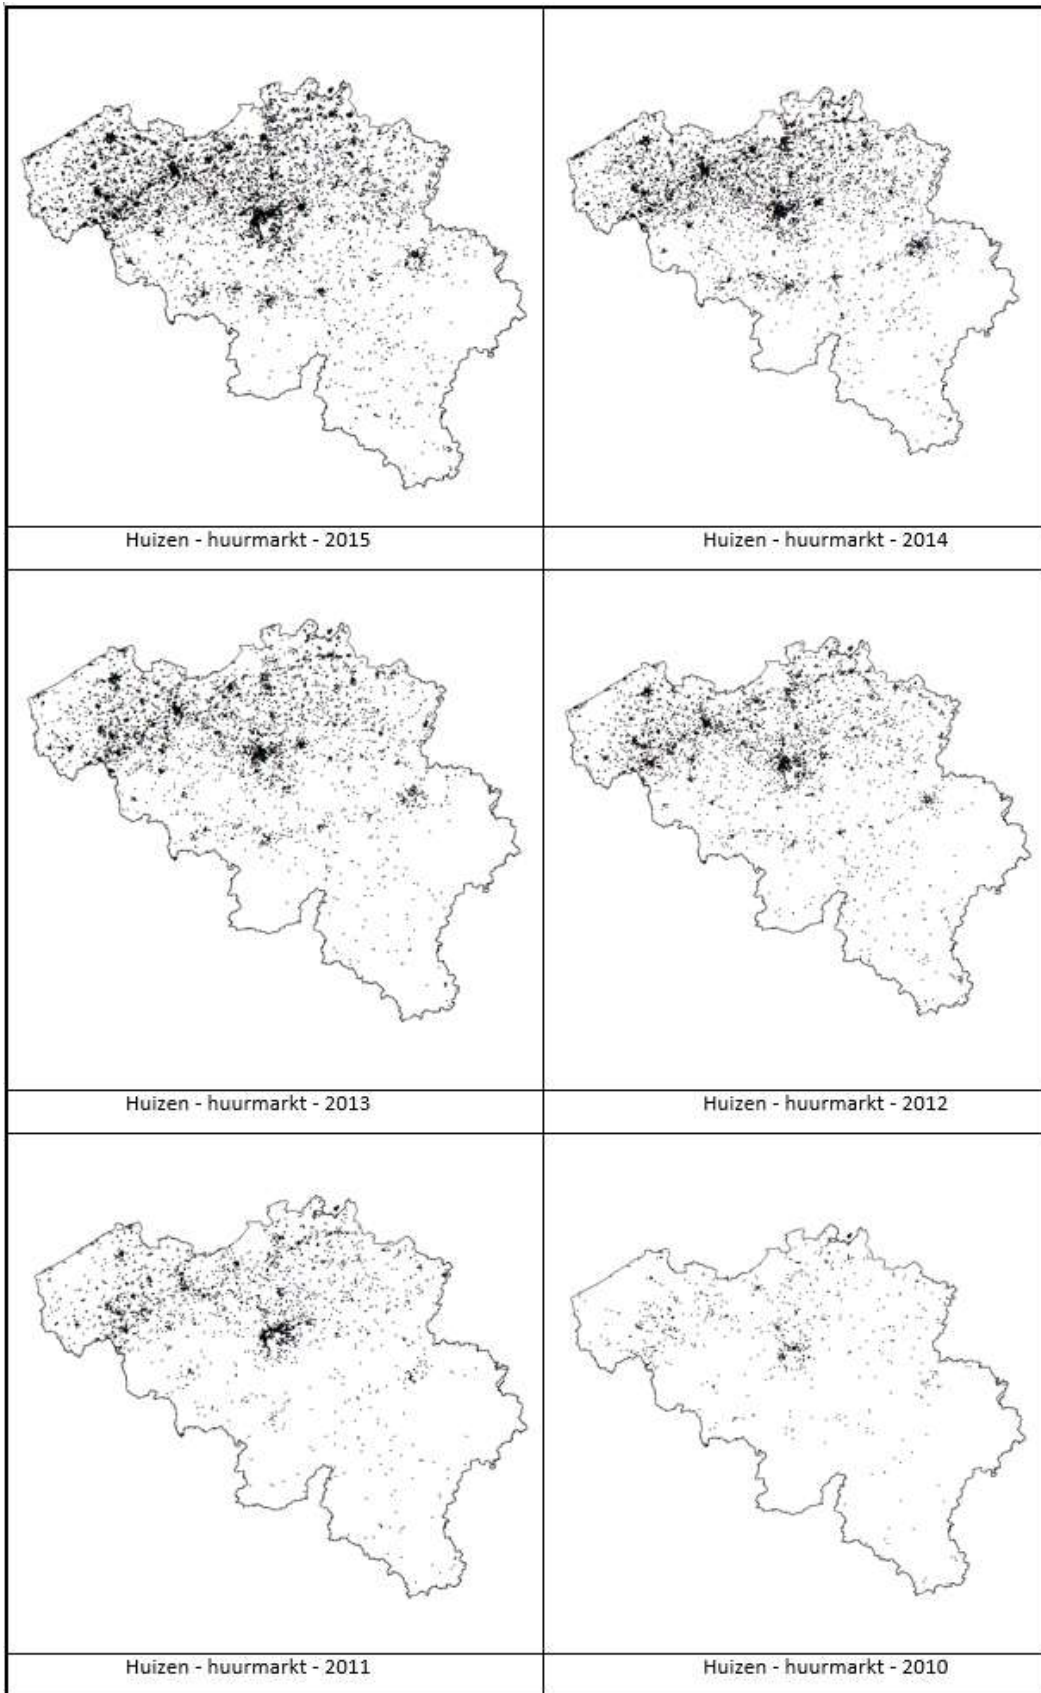 Huizen - huurmarkt - 2015
Huizen - huurmarkt - 2014
Huizen - huurmarkt - 2013
Huizen - huurmarkt - 2012
Huizen - huurmarkt - 2011
Huizen - huurmarkt - 2010